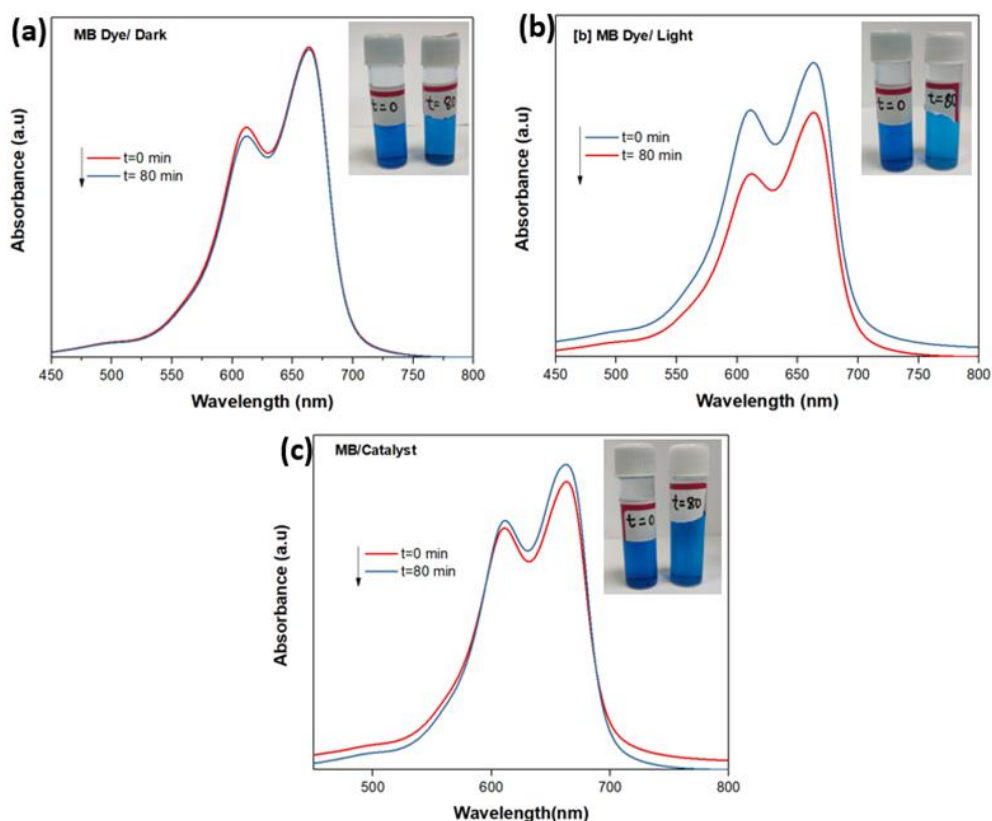 (a)
MB Dye/ Dark
t=0
t=80
t=0 min
t= 80 min
Absorbance (a.u)
450 500 550 600 650 700 750 800
Wavelength (nm)
(b)
[b] MB Dye/ Light
t=0
t=80
t=0 min
t= 80 min
Absorbance (a.u)
450 500 550 600 650 700 750 800
Wavelength (nm)
(c)
MB/Catalyst
t=0
t=80
t=0 min
t=80 min
Absorbance (a.u)
500 600 700 800
Wavelength(nm)